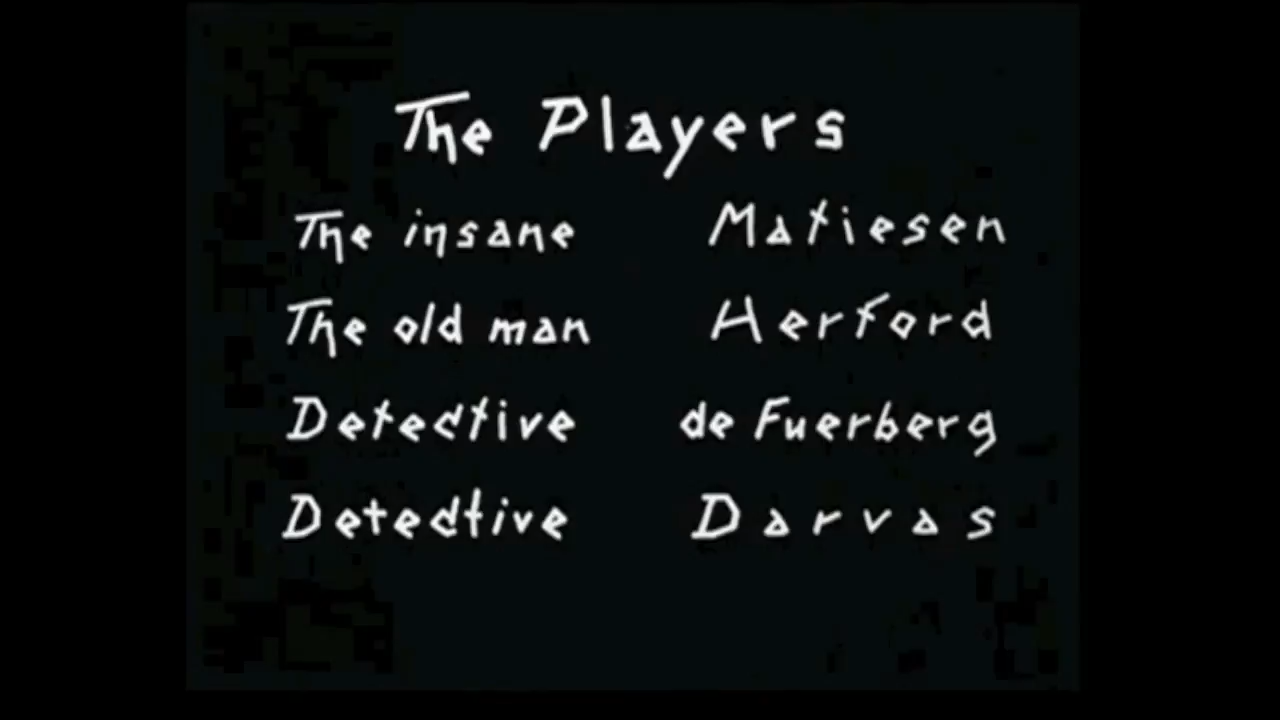 The Players
The insane Matiesen
The old man Herford
Detective de Fuerberg
Detective Darvas